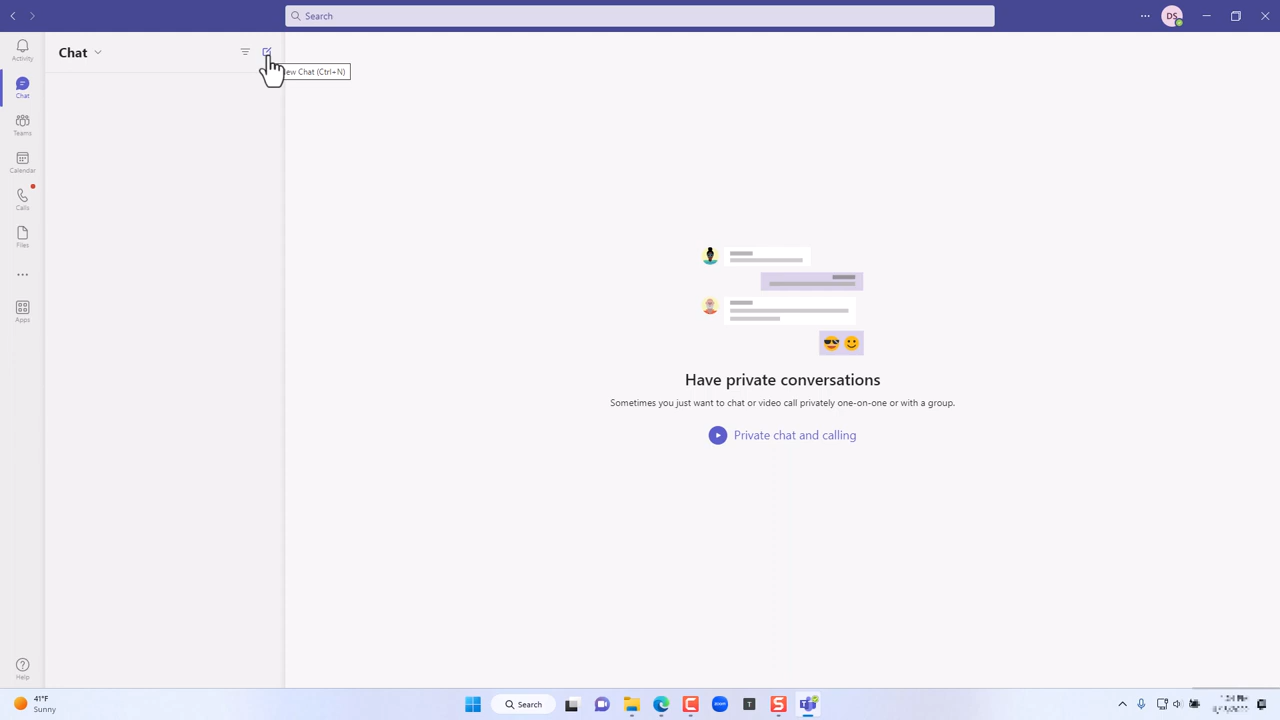 Search
DS
Activity
Chat
New Chat (Ctrl+N)
Chat
Teams
Calendar
Calls
Files
Apps
Have private conversations
Sometimes you just want to chat or video call privately one-on-one or with a group.
Private chat and calling
Help
41°F
Sunny
Search
zoom
T
S